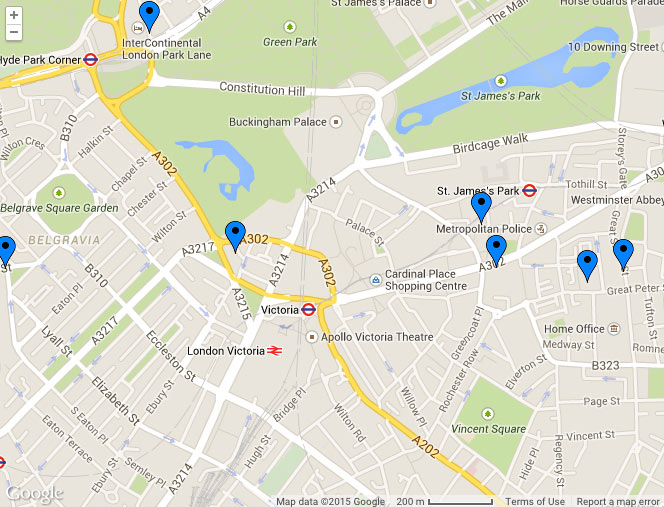 +
−
InterContinental
London Park Lane
A4
Green Park
St James's Palace
Horse Guards Parade
The Mall
10 Downing Street
Hyde Park Corner
Constitution Hill
St James's Park
Buckingham Palace
B310
Halkin St
Wilton Cres
A302
Birdcage Walk
Storey's Gate
Chapel St
Chester St
A3214
St. James's Park
Tothill St
Westminster Abbey
Belgrave Square Garden
Wilton St
Palace St
Metropolitan Police
BELGRAVIA
A3217
A302
A3214
A302
Cardinal Place
Shopping Centre
A302
B310
Eaton Pl
A3215
Victoria
Great Peter St
Tufton St
A3217
Lyall St
Eccleston St
London Victoria
Apollo Victoria Theatre
Greencoat Pl
Home Office
Medway St
Rochester Row
Elverton St
B323
Elizabeth St
Ebury St
Bridge Pl
Willow Pl
Page St
S Eaton Pl
Eaton Terrace
Ebury St
Wilton Rd
Vincent Square
Vincent St
Hugh St
A202
Hide Pl
Regency St
Semley Pl
A3214
Google
Map data ©2015 Google
200 m
Terms of Use
Report a map error